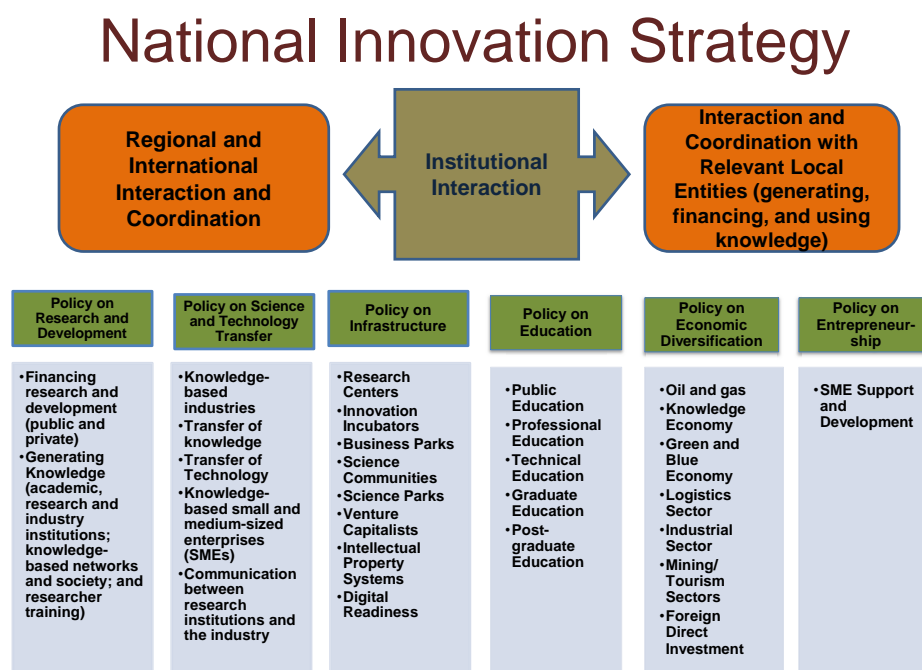 National Innovation Strategy
Regional and
International
Interaction and
Coordination
Institutional
Interaction
Interaction and
Coordination with
Relevant Local
Entities (generating,
financing, and using
knowledge)
Policy on
Research and
Development
•Financing
research and
development
(public and
private)
•Generating
Knowledge
(academic,
research and
industry
institutions;
knowledge-
based networks
and society; and
researcher
training)
Policy on Science
and Technology
Transfer
•Knowledge-
based
industries
•Transfer of
knowledge
•Transfer of
Technology
•Knowledge-
based small and
medium-sized
enterprises
(SMEs)
•Communication
between
research
institutions and
the industry
Policy on
Infrastructure
•Research
Centers
•Innovation
Incubators
•Business Parks
•Science
Communities
•Science Parks
•Venture
Capitalists
•Intellectual
Property
Systems
•Digital
Readiness
Policy on
Education
•Public
Education
•Professional
Education
•Technical
Education
•Graduate
Education
•Post-
graduate
Education
Policy on
Economic
Diversification
•Oil and gas
•Knowledge
Economy
•Green and
Blue
Economy
•Logistics
Sector
•Industrial
Sector
•Mining/
Tourism
Sectors
•Foreign
Direct
Investment
Policy on
Entrepreneur-
ship
•SME Support
and
Development